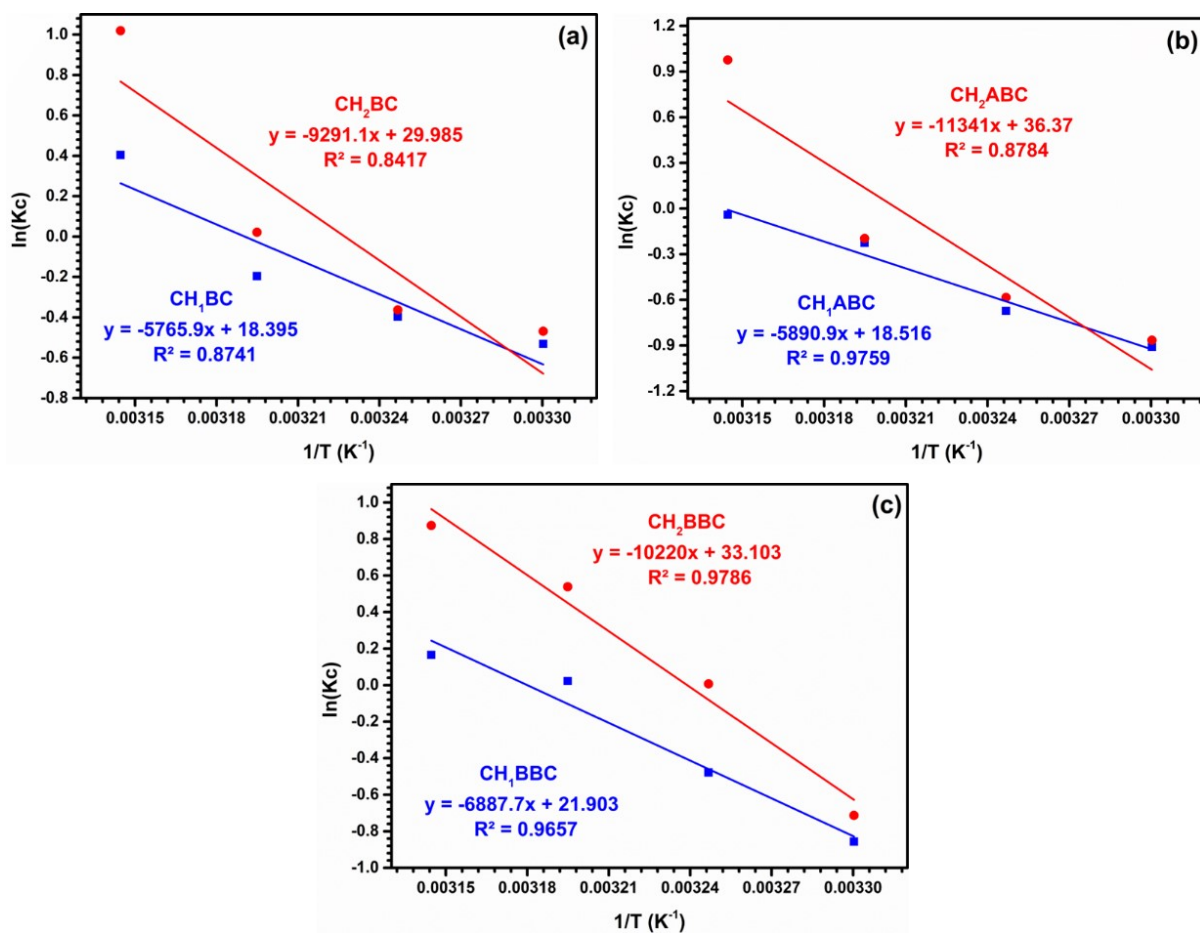 (a)
1.0
0.8
0.6
0.4
0.2
0.0
-0.2
-0.4
-0.6
-0.8
ln(Kc)
CH₂BC
y = -9291.1x + 29.985
R² = 0.8417
CH₁BC
y = -5765.9x + 18.395
R² = 0.8741
0.00315 0.00318 0.00321 0.00324 0.00327 0.00330
1/T (K⁻¹)
(b)
1.2
0.9
0.6
0.3
0.0
-0.3
-0.6
-0.9
-1.2
ln(Kc)
CH₂ABC
y = -11341x + 36.37
R² = 0.8784
CH₁ABC
y = -5890.9x + 18.516
R² = 0.9759
0.00315 0.00318 0.00321 0.00324 0.00327 0.00330
1/T (K⁻¹)
(c)
1.0
0.8
0.6
0.4
0.2
0.0
-0.2
-0.4
-0.6
-0.8
-1.0
ln(Kc)
CH₂BBC
y = -10220x + 33.103
R² = 0.9786
CH₁BBC
y = -6887.7x + 21.903
R² = 0.9657
0.00315 0.00318 0.00321 0.00324 0.00327 0.00330
1/T (K⁻¹)